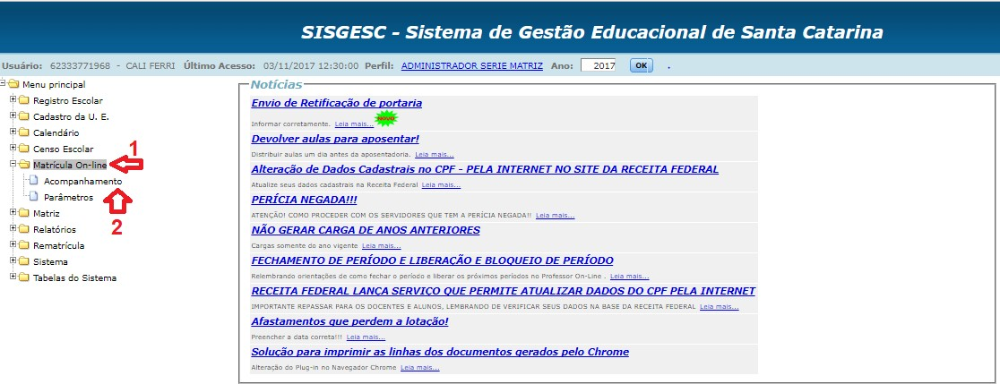 SISGESC - Sistema de Gestão Educacional de Santa Catarina
Usuário: 62333771968 - CALI FERRI Último Acesso: 03/11/2017 12:30:00 Perfil: ADMINISTRADOR SERIE MATRIZ Ano: 2017 OK .
Menu principal
Registro Escolar
Cadastro da U. E.
Calendário
Censo Escolar
Matrícula On-line 1
Acompanhamento
Parâmetros
2
Matriz
Relatórios
Rematrícula
Sistema
Tabelas do Sistema
Notícias
Envio de Retificação de portaria
Informar corretamente. Leia mais... NOVO
Devolver aulas para aposentar!
Distribuir aulas um dia antes da aposentadoria. Leia mais...
Alteração de Dados Cadastrais no CPF - PELA INTERNET NO SITE DA RECEITA FEDERAL
Atualize seus dados cadastrais na Receita Federal Leia mais...
PERÍCIA NEGADA!!!
ATENÇÃO! COMO PROCEDER COM OS SERVIDORES QUE TEM A PERÍCIA NEGADA!! Leia mais...
NÃO GERAR CARGA DE ANOS ANTERIORES
Cargas somente do ano vigente Leia mais...
FECHAMENTO DE PERÍODO E LIBERAÇÃO E BLOQUEIO DE PERÍODO
Relembrando orientações de como fechar o período e liberar os próximos períodos no Professor On-Line . Leia mais...
RECEITA FEDERAL LANCA SERVIÇO QUE PERMITE ATUALIZAR DADOS DO CPF PELA INTERNET
IMPORTANTE REPASSAR PARA OS DOCENTES E ALUNOS, LEMBRANDO DE VERIFICAR SEUS DADOS NA BASE DA RECEITA FEDERAL Leia mais...
Afastamentos que perdem a lotação!
Preencher a data correta!!! Leia mais...
Solução para imprimir as linhas dos documentos gerados pelo Chrome
Alteração do Plug-in no Navegador Chrome Leia mais...